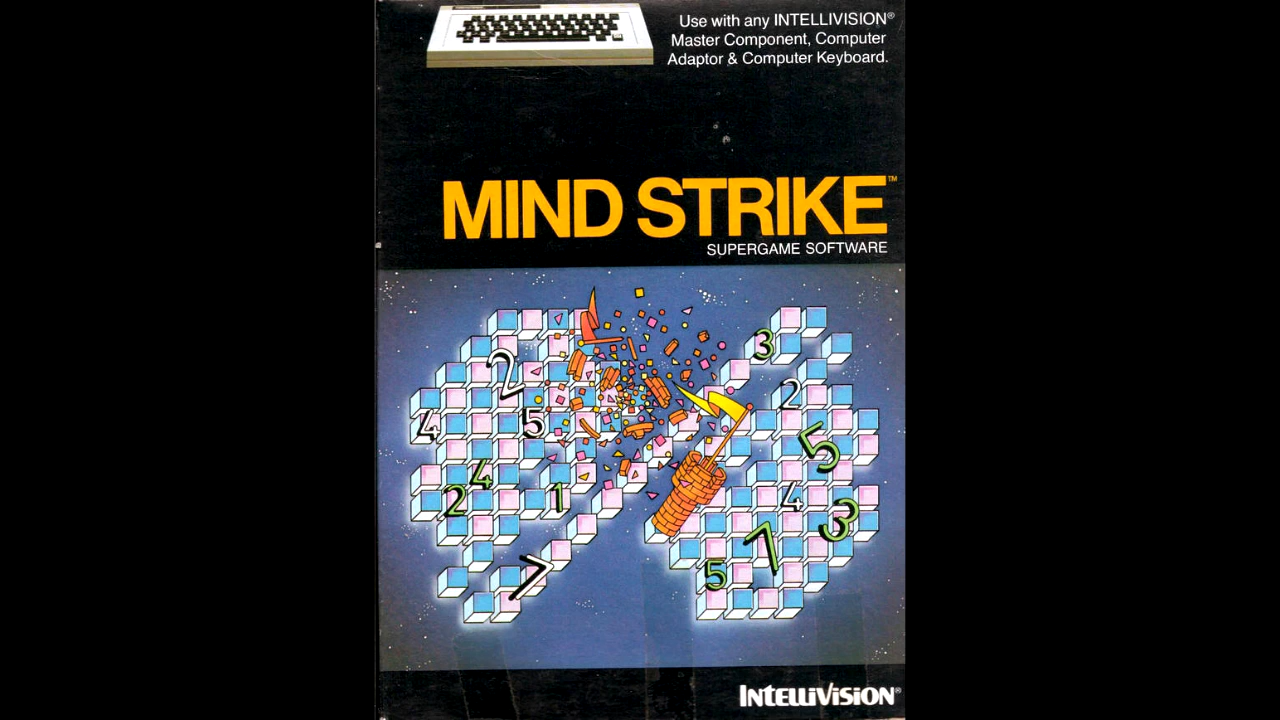 Use with any INTELLIVISION®
Master Component, Computer
Adaptor & Computer Keyboard.
MIND STRIKE™
SUPERGAME SOFTWARE
3
2
2
4
5
5
4
2
1
4
3
7
7
5
INTELLIVISION®